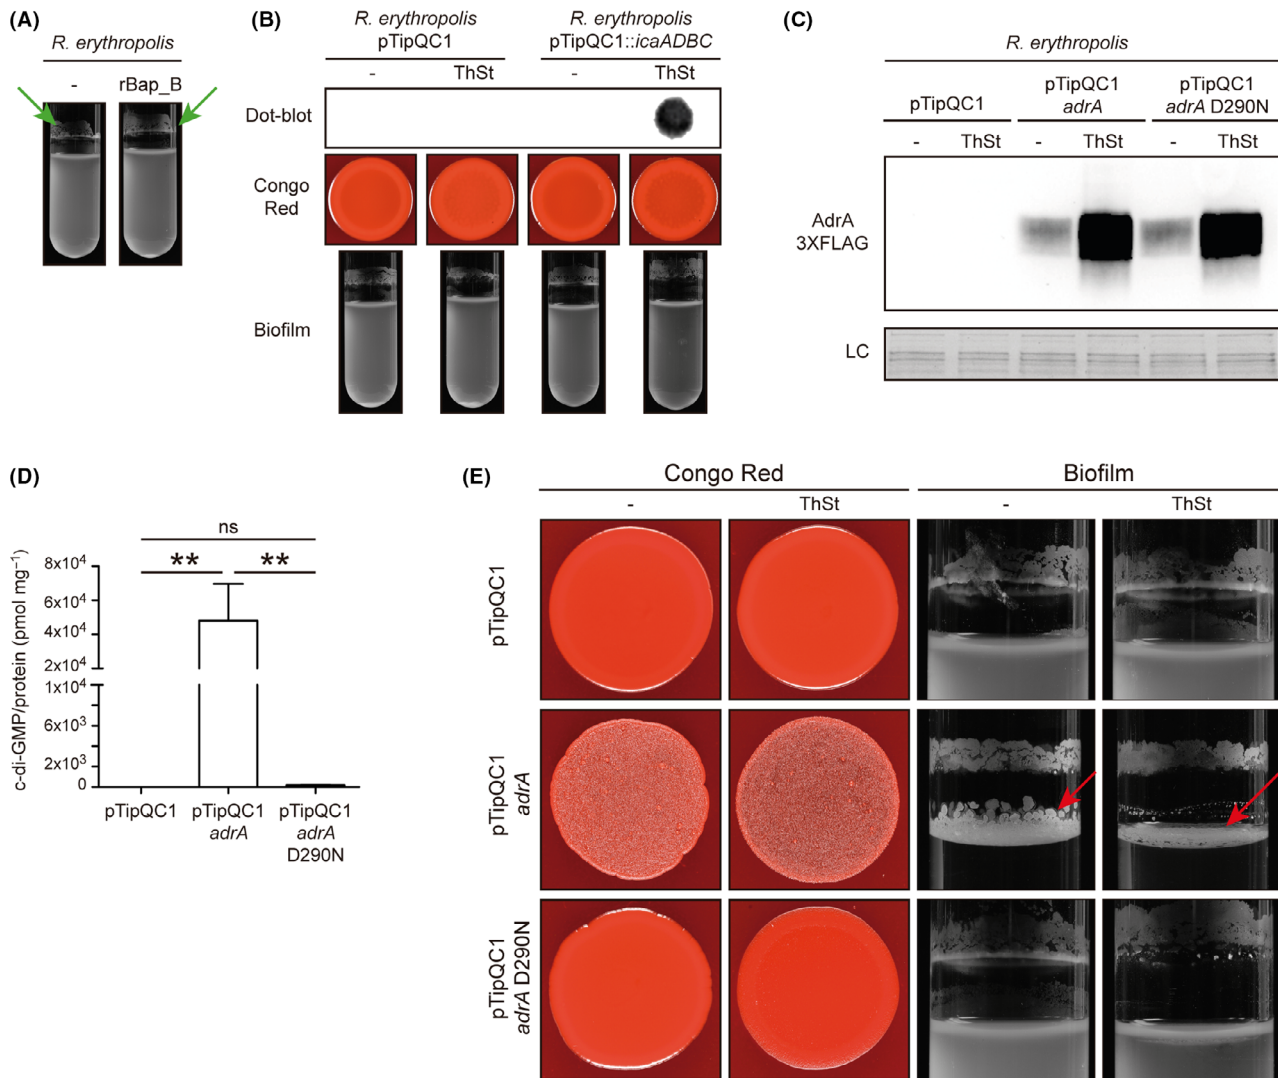 (A)
R. erythropolis
- rBap_B
(B)
R. erythropolis
pTipQC1
R. erythropolis
pTipQC1::icaADBC
- ThSt - ThSt
Dot-blot
Congo
Red
Biofilm
(C)
R. erythropolis
pTipQC1
pTipQC1
adrA
pTipQC1
adrA D290N
- ThSt - ThSt - ThSt
AdrA
3XFLAG
LC
(D)
ns
** **
c-di-GMP/protein (pmol mg⁻¹)
8x10⁴
6x10⁴
4x10⁴
2x10⁴
1x10⁴
6x10³
2x10³
0
pTipQC1
pTipQC1
adrA
pTipQC1
adrA
D290N
(E)
Congo Red Biofilm
- ThSt - ThSt
pTipQC1
pTipQC1
adrA
pTipQC1
adrA D290N